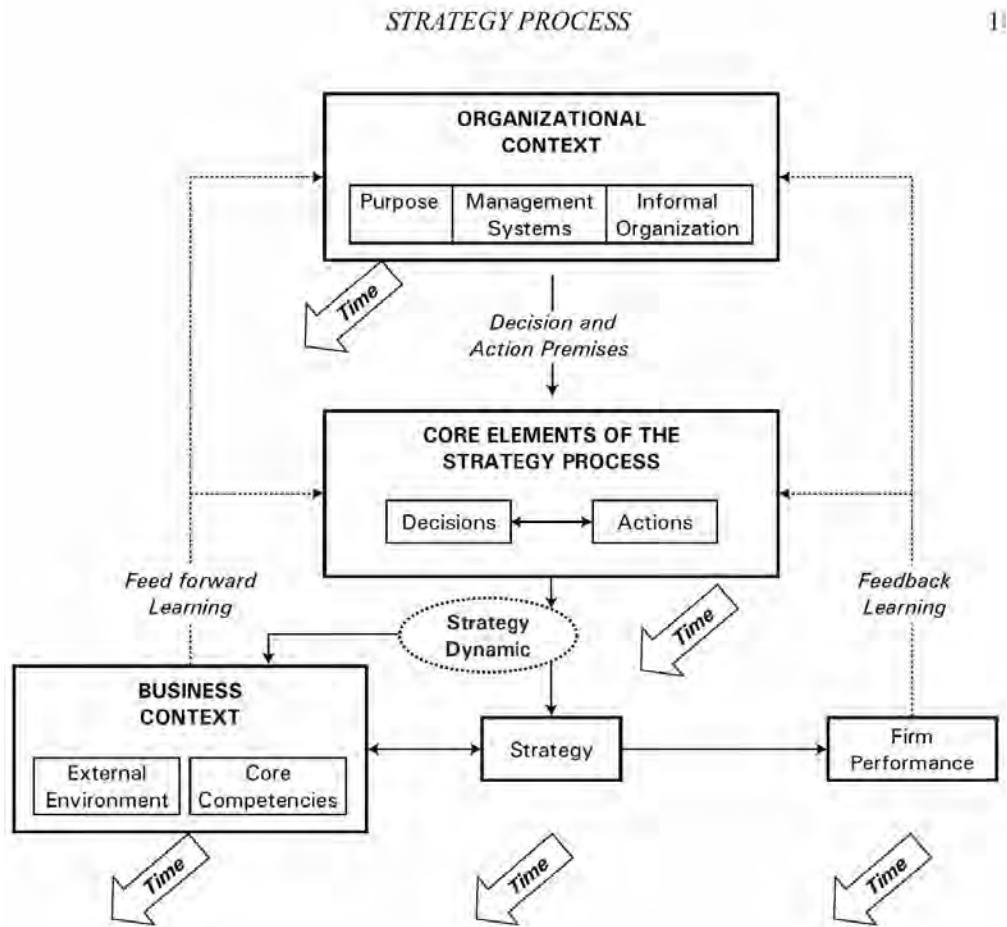 STRATEGY PROCESS
ORGANIZATIONAL
CONTEXT
Purpose
Management
Systems
Informal
Organization
Time
Decision and
Action Premises
CORE ELEMENTS OF THE
STRATEGY PROCESS
Decisions
Actions
Feed forward
Learning
Feedback
Learning
Strategy
Dynamic
Time
BUSINESS
CONTEXT
External
Environment
Core
Competencies
Strategy
Firm
Performance
Time
Time
Time